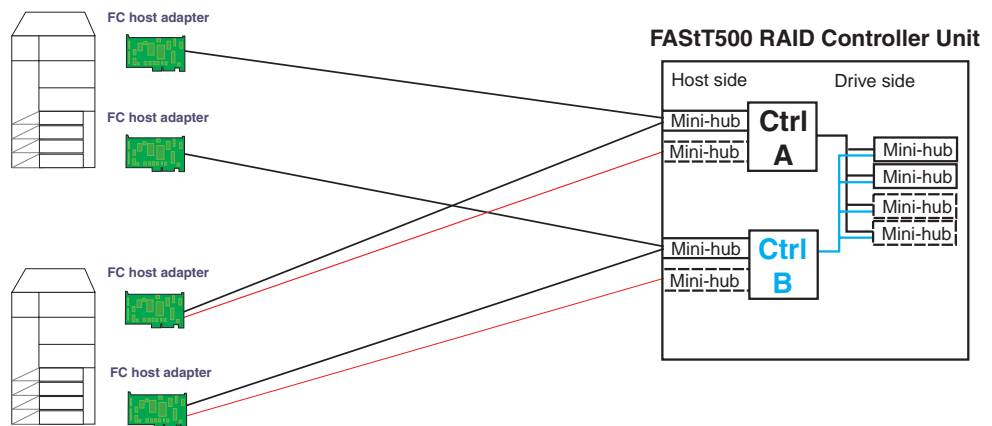 FC host adapter
FC host adapter
FC host adapter
FC host adapter
FAStT500 RAID Controller Unit
Host side
Drive side
Mini-hub
Mini-hub
Ctrl
A
Mini-hub
Mini-hub
Mini-hub
Mini-hub
Mini-hub
Mini-hub
Ctrl
B